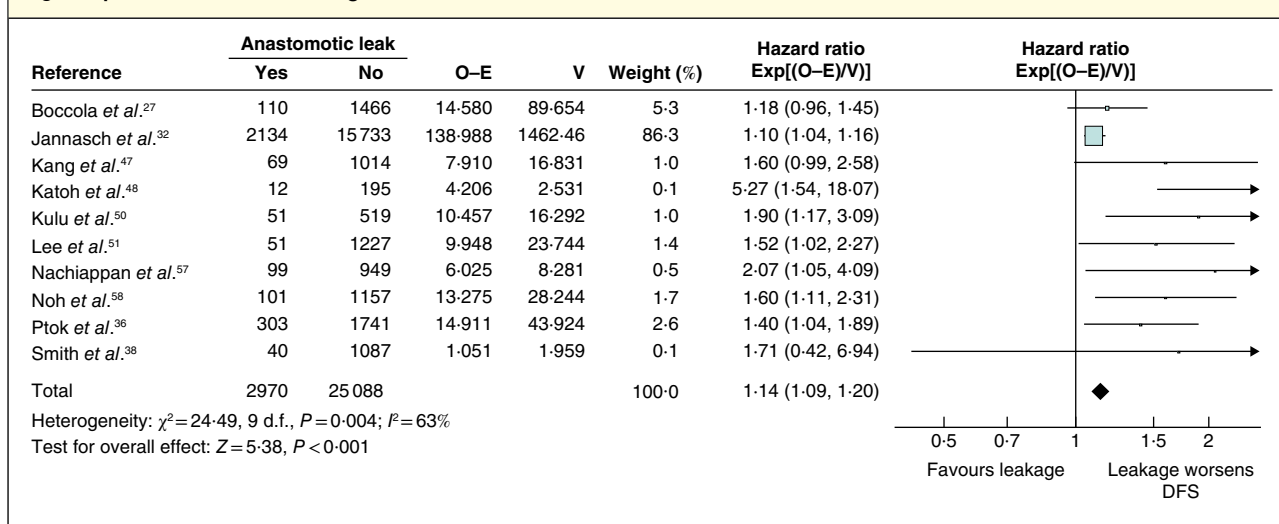 Anastomotic leak Hazard ratio Hazard ratio
Reference Yes No O–E V Weight (%) Exp[(O–E)/V)] Exp[(O–E)/V)]
Boccola et al.²⁷ 110 1466 14·580 89·654 5·3 1·18 (0·96, 1·45)
Jannasch et al.³² 2134 15 733 138·988 1462·46 86·3 1·10 (1·04, 1·16)
Kang et al.⁴⁷ 69 1014 7·910 16·831 1·0 1·60 (0·99, 2·58)
Katoh et al.⁴⁸ 12 195 4·206 2·531 0·1 5·27 (1·54, 18·07)
Kulu et al.⁵⁰ 51 519 10·457 16·292 1·0 1·90 (1·17, 3·09)
Lee et al.⁵¹ 51 1227 9·948 23·744 1·4 1·52 (1·02, 2·27)
Nachiappan et al.⁵⁷ 99 949 6·025 8·281 0·5 2·07 (1·05, 4·09)
Noh et al.⁵⁸ 101 1157 13·275 28·244 1·7 1·60 (1·11, 2·31)
Ptok et al.³⁶ 303 1741 14·911 43·924 2·6 1·40 (1·04, 1·89)
Smith et al.³⁸ 40 1087 1·051 1·959 0·1 1·71 (0·42, 6·94)
Total 2970 25 088 100·0 1·14 (1·09, 1·20)
Heterogeneity: χ²=24·49, 9 d.f., P=0·004; I²=63%
Test for overall effect: Z=5·38, P<0·001
0·5 0·7 1 1·5 2
Favours leakage Leakage worsens
DFS